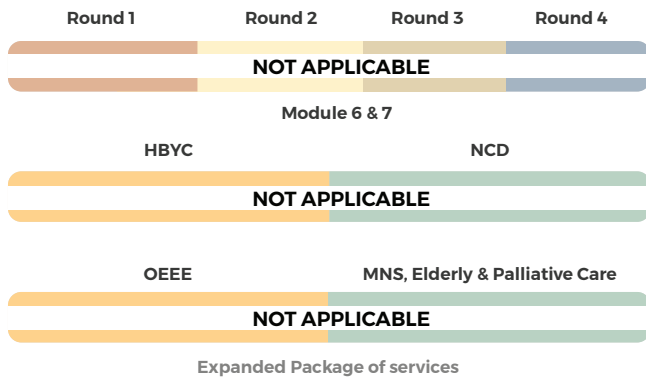 Round 1 Round 2 Round 3 Round 4
NOT APPLICABLE
Module 6 & 7
HBYC NCD
NOT APPLICABLE
OEEE MNS, Elderly & Palliative Care
NOT APPLICABLE
Expanded Package of services